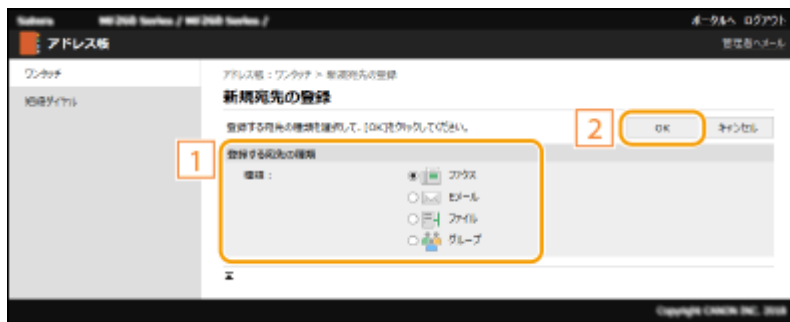 ポータルへ ログアウト
アドレス帳
管理者へメール
ワンタッチ
短縮ダイヤル
アドレス帳：ワンタッチ > 新規宛先の登録
新規宛先の登録
登録する宛先の種類を選択して、[OK]をクリックしてください。
2
OK
キャンセル
1
登録する宛先の種類
種類：
ファクス
Eメール
ファイル
グループ
Copyright CANON INC. 2018